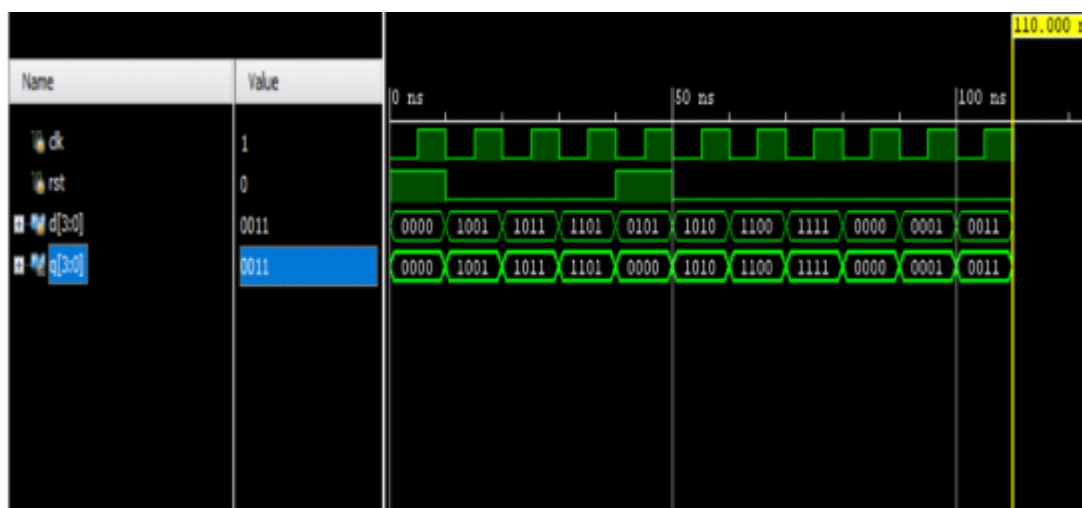 110.000
Name Value
0 ns 50 ns 100 ns
clk 1
rst 0
d[3:0] 0011 0000 1001 1011 1101 0101 1010 1100 1111 0000 0001 0011
q[3:0] 0011 0000 1001 1011 1101 0000 1010 1100 1111 0000 0001 0011